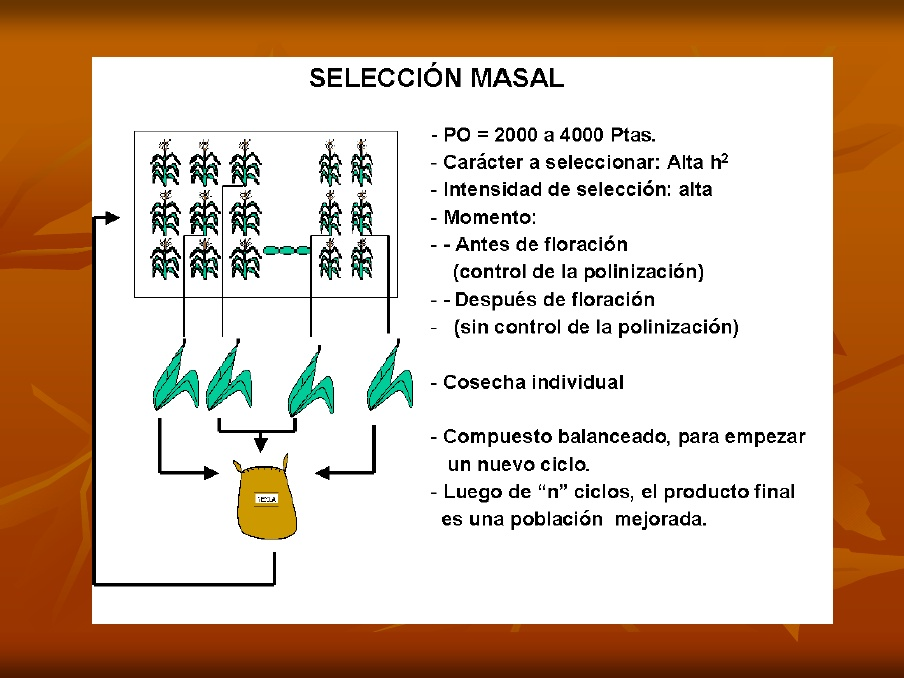 SELECCIÓN MASAL
- PO = 2000 a 4000 Ptas.
- Carácter a seleccionar: Alta h²
- Intensidad de selección: alta
- Momento:
- - Antes de floración
(control de la polinización)
- - Después de floración
- (sin control de la polinización)
- Cosecha individual
- Compuesto balanceado, para empezar
un nuevo ciclo.
- Luego de “n” ciclos, el producto final
es una población mejorada.